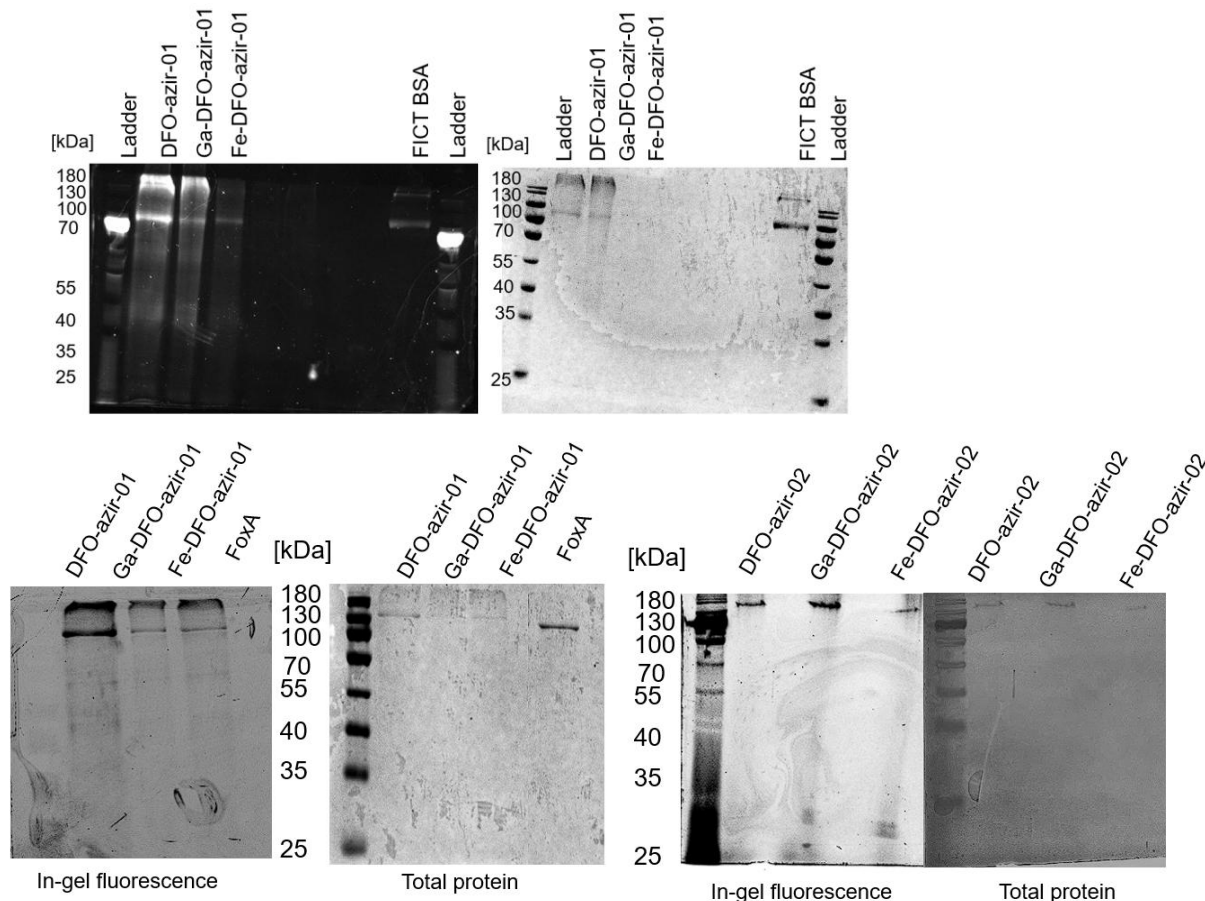 [kDa]
Ladder
DFO-azir-01
Ga-DFO-azir-01
Fe-DFO-azir-01
FICT BSA
Ladder
180
130
100
70
55
40
35
25
[kDa]
Ladder
DFO-azir-01
Ga-DFO-azir-01
Fe-DFO-azir-01
FICT BSA
Ladder
180
130
100
70
55
40
35
25
DFO-azir-01
Ga-DFO-azir-01
Fe-DFO-azir-01
FoxA
In-gel fluorescence
[kDa]
DFO-azir-01
Ga-DFO-azir-01
Fe-DFO-azir-01
FoxA
180
130
100
70
55
40
35
25
Total protein
[kDa]
DFO-azir-02
Ga-DFO-azir-02
Fe-DFO-azir-02
180
130
100
70
55
40
35
25
In-gel fluorescence
DFO-azir-02
Ga-DFO-azir-02
Fe-DFO-azir-02
Total protein